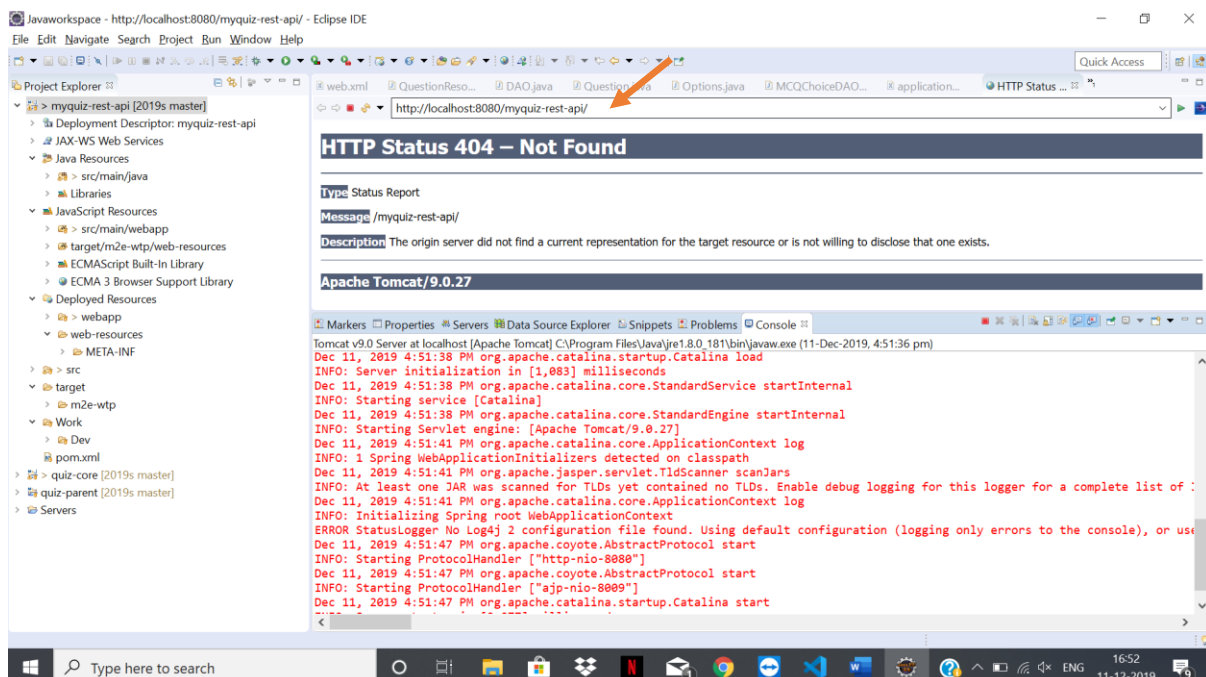 Javaworkspace - http://localhost:8080/myquiz-rest-api/ - Eclipse IDE
File Edit Navigate Search Project Run Window Help
Quick Access
Project Explorer
web.xml QuestionReso... DAO.java Question.java Options.java MCQChoiceDAO... application... HTTP Status ...
> myquiz-rest-api [2019s master]
http://localhost:8080/myquiz-rest-api/
Deployment Descriptor: myquiz-rest-api
JAX-WS Web Services
Java Resources
> src/main/java
Libraries
JavaScript Resources
> src/main/webapp
target/m2e-wtp/web-resources
ECMAScript Built-In Library
ECMA 3 Browser Support Library
Deployed Resources
> webapp
web-resources
META-INF
> src
target
m2e-wtp
Work
Dev
pom.xml
> quiz-core [2019s master]
quiz-parent [2019s master]
Servers
HTTP Status 404 – Not Found
Type Status Report
Message /myquiz-rest-api/
Description The origin server did not find a current representation for the target resource or is not willing to disclose that one exists.
Apache Tomcat/9.0.27
Markers Properties Servers Data Source Explorer Snippets Problems Console
Tomcat v9.0 Server at localhost [Apache Tomcat] C:\Program Files\Java\jre1.8.0_181\bin\javaw.exe (11-Dec-2019, 4:51:36 pm)
Dec 11, 2019 4:51:38 PM org.apache.catalina.startup.Catalina load
INFO: Server initialization in [1,083] milliseconds
Dec 11, 2019 4:51:38 PM org.apache.catalina.core.StandardService startInternal
INFO: Starting service [Catalina]
Dec 11, 2019 4:51:38 PM org.apache.catalina.core.StandardEngine startInternal
INFO: Starting Servlet engine: [Apache Tomcat/9.0.27]
Dec 11, 2019 4:51:41 PM org.apache.catalina.core.ApplicationContext log
INFO: 1 Spring WebApplicationInitializers detected on classpath
Dec 11, 2019 4:51:41 PM org.apache.jasper.servlet.TldScanner scanJars
INFO: At least one JAR was scanned for TLDs yet contained no TLDs. Enable debug logging for this logger for a complete list of
Dec 11, 2019 4:51:41 PM org.apache.catalina.core.ApplicationContext log
INFO: Initializing Spring root WebApplicationContext
ERROR StatusLogger No Log4j 2 configuration file found. Using default configuration (logging only errors to the console), or use
Dec 11, 2019 4:51:47 PM org.apache.coyote.AbstractProtocol start
INFO: Starting ProtocolHandler ["http-nio-8080"]
Dec 11, 2019 4:51:47 PM org.apache.coyote.AbstractProtocol start
INFO: Starting ProtocolHandler ["ajp-nio-8009"]
Dec 11, 2019 4:51:47 PM org.apache.catalina.startup.Catalina start
Type here to search
ENG
16:52
11-12-2019